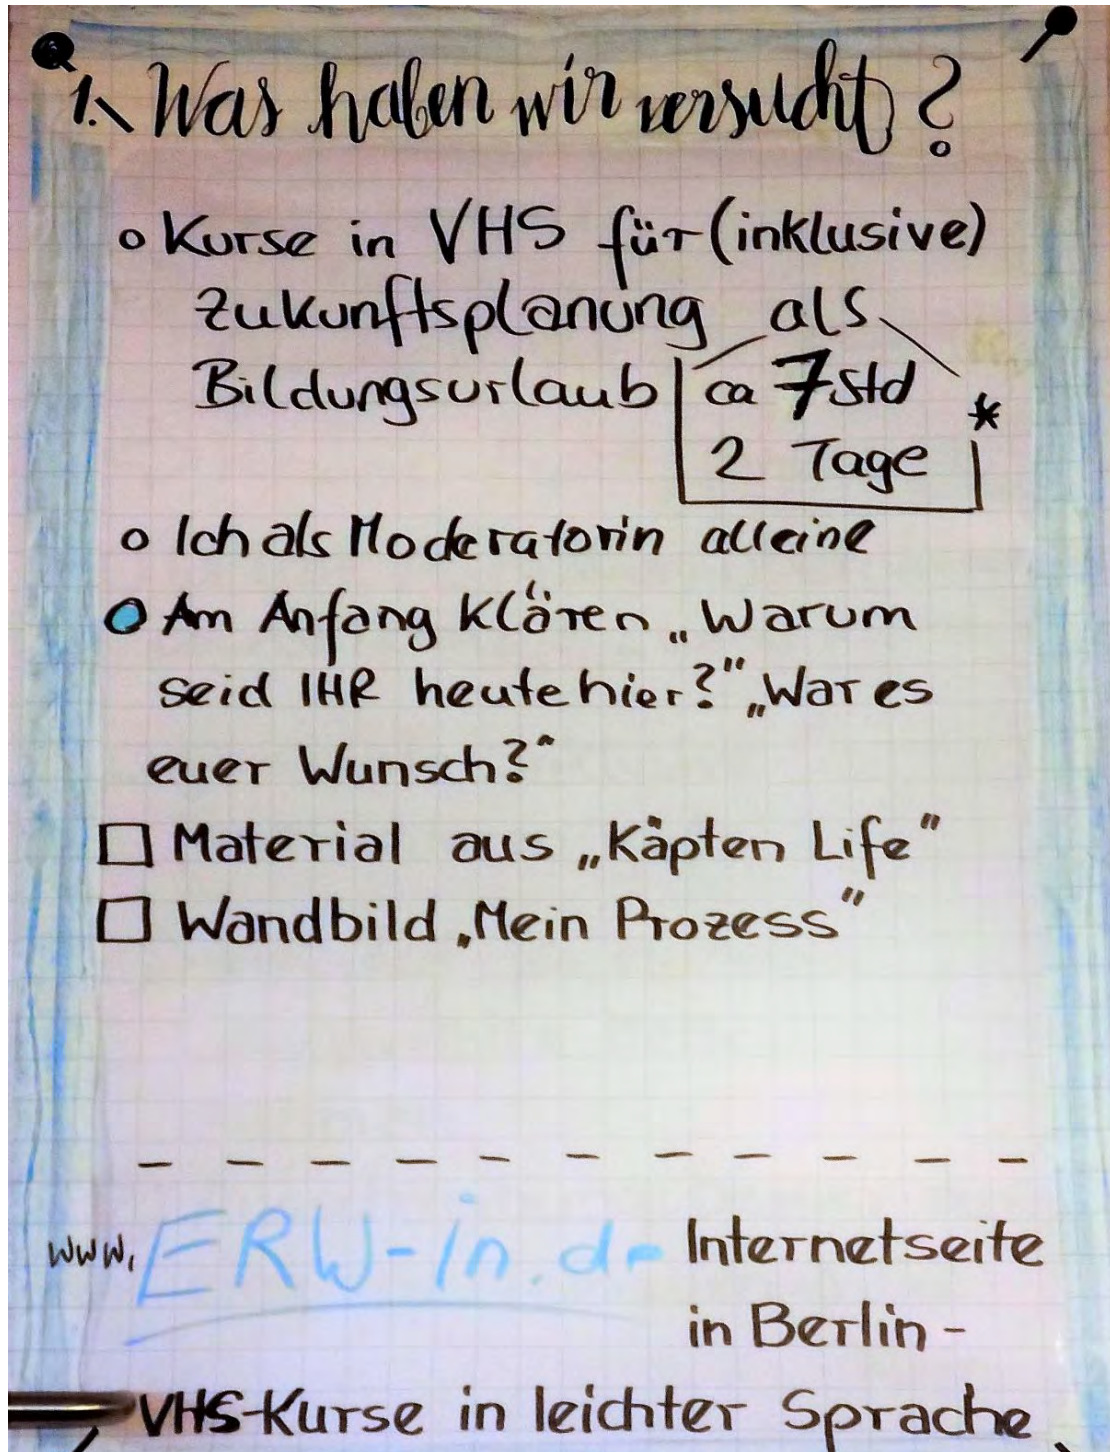 1. Was haben wir versucht?
o Kurse in VHS für (inklusive)
Zukunftsplanung als
Bildungsurlaub ca 7 Std *
2 Tage
o Ich als Moderatorin alleine
o Am Anfang klären „Warum
seid IHR heute hier?" „War es
euer Wunsch?"
□ Material aus „Käpten Life"
□ Wandbild „Mein Prozess"
www. ERW-in.de Internetseite
in Berlin -
VHS-Kurse in leichter Sprache